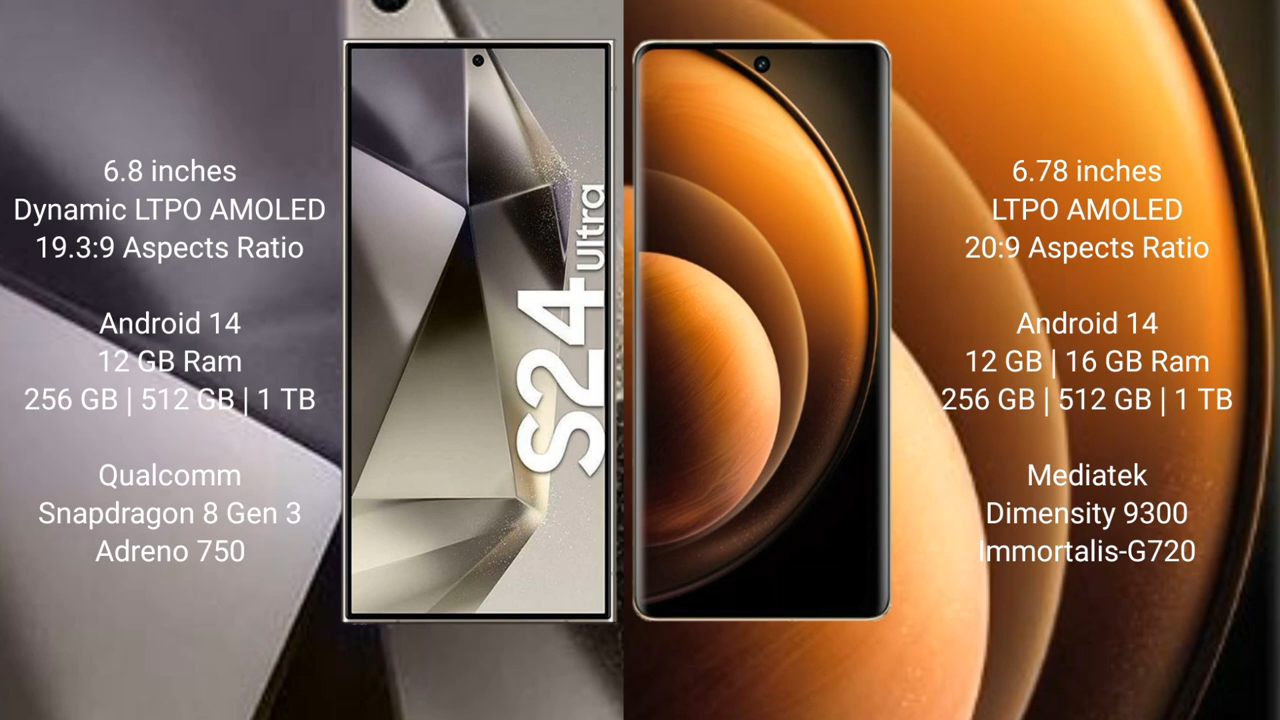 6.8 inches
Dynamic LTPO AMOLED
19.3:9 Aspects Ratio
Android 14
12 GB Ram
256 GB | 512 GB | 1 TB
Qualcomm
Snapdragon 8 Gen 3
Adreno 750
S24 Ultra
6.78 inches
LTPO AMOLED
20:9 Aspects Ratio
Android 14
12 GB | 16 GB Ram
256 GB | 512 GB | 1 TB
Mediatek
Dimensity 9300
Immortalis-G720